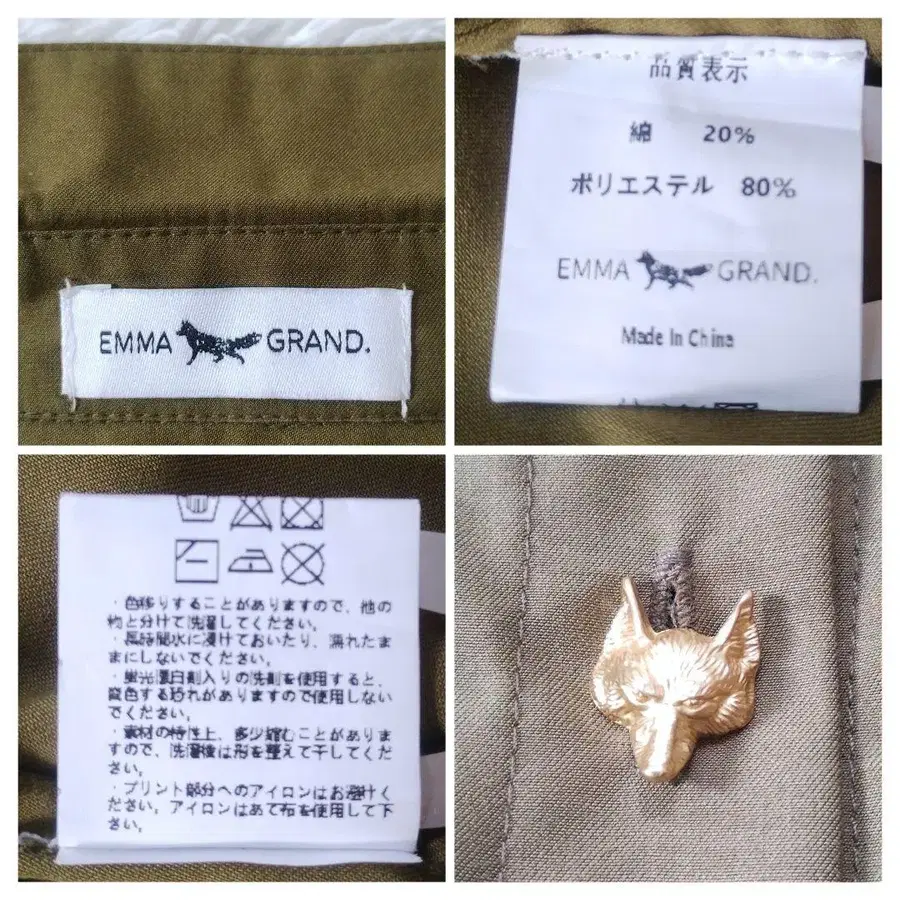 EMMA GRAND.
品質表示
綿 20%
ポリエステル 80%
EMMA GRAND.
Made In China
・色移りすることがありますので、他の
物と分けて洗濯してください。
・長時間水に浸けておいたり、濡れたま
まにしないでください。
・蛍光漂白剤入りの洗剤を使用すると、
変色する恐れがありますので使用しない
でください。
・素材の特性上、多少縮むことがありま
すので、洗濯後は形を整えて干してくだ
さい。
・プリント部分へのアイロンはお避けく
ださい。アイロンはあて布を使用して下
さい。